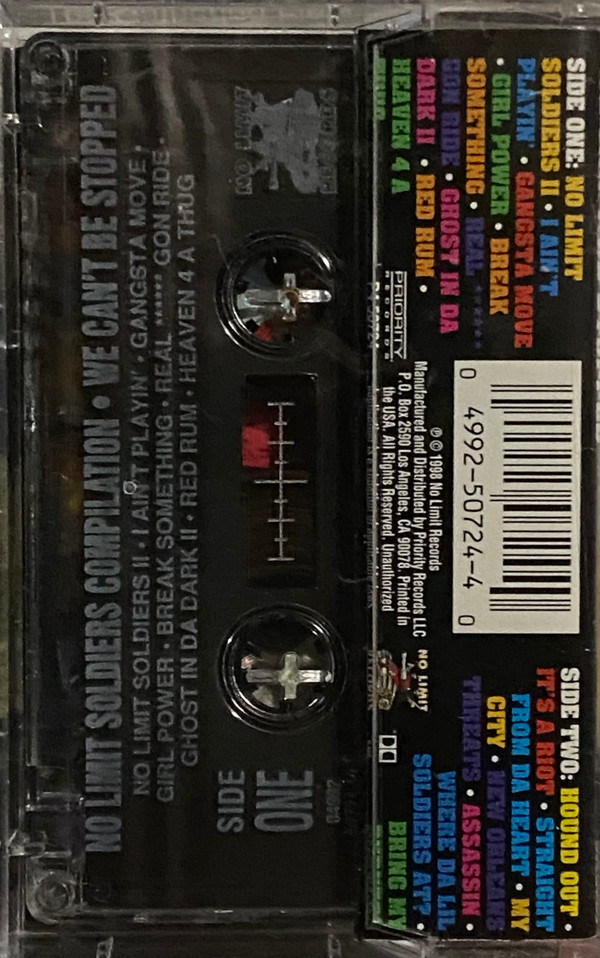 NO LIMIT SOLDIERS COMPILATION • WE CAN'T BE STOPPED
NO LIMIT SOLDIERS II • I AIN'T PLAYIN' • GANGSTA MOVE •
GIRL POWER • BREAK SOMETHING • REAL ****** GON RIDE •
GHOST IN DA DARK II • RED RUM • HEAVEN 4 A THUG
NO LIMIT
RECORDS
SIDE
ONE
SIDE ONE: NO LIMIT
SOLDIERS II • I AIN'T
PLAYIN' • GANGSTA MOVE
• GIRL POWER • BREAK
SOMETHING • REAL ******
GON RIDE • GHOST IN DA
DARK II • RED RUM •
HEAVEN 4 A
PRIORITY
RECORDS
0 4992-50724-4 0
℗ © 1998 No Limit Records
Manufactured and Distributed by Priority Records LLC
P.O. Box 2590 Los Angeles, CA 90078. Printed in
the USA. All Rights Reserved. Unauthorized
NO LIMIT
SIDE TWO: HOUND OUT •
IT'S A RIOT • STRAIGHT
FROM DA HEART • MY
CITY • NEW ORLEANS
THREATS • ASSASSIN •
WHERE DA LIL
SOLDIERS AT? •
BRING MY